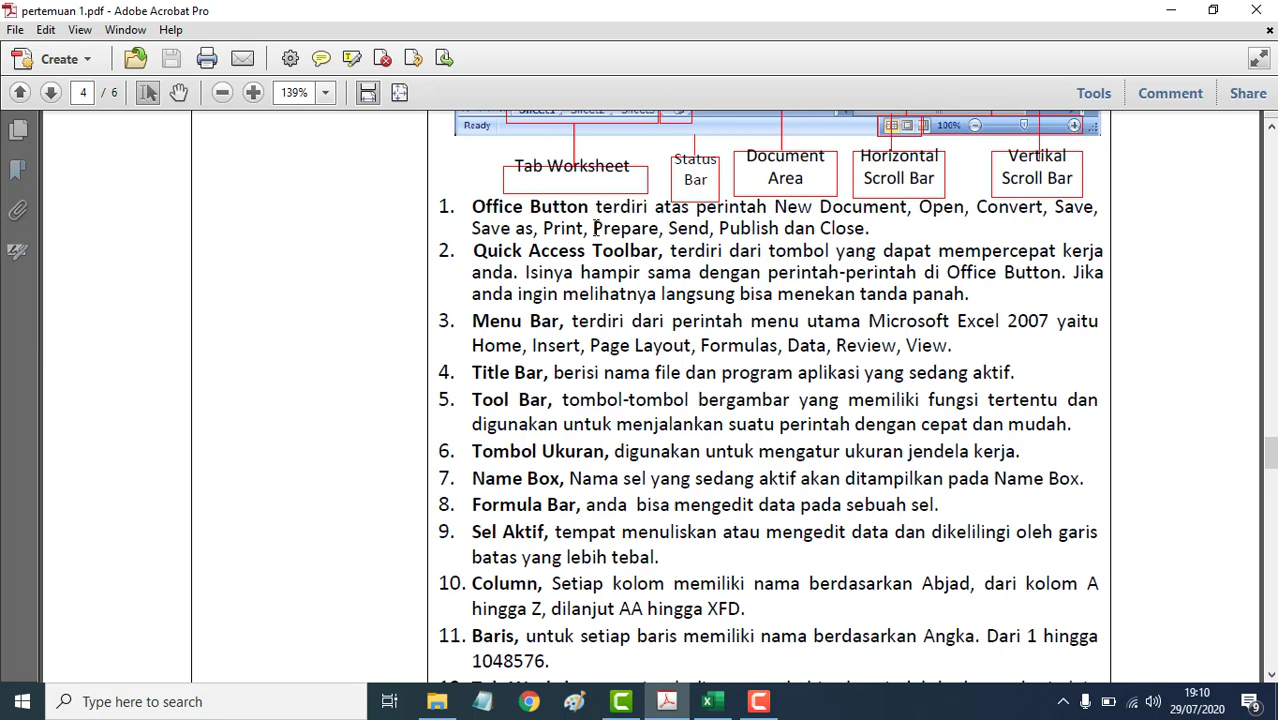 pertemuan 1.pdf - Adobe Acrobat Pro
File Edit View Window Help
Create
4 / 6 139% Tools Comment Share
Ready 100%
Tab Worksheet
Status
Bar
Document
Area
Horizontal
Scroll Bar
Vertikal
Scroll Bar
1. Office Button terdiri atas perintah New Document, Open, Convert, Save,
Save as, Print, Prepare, Send, Publish dan Close.
2. Quick Access Toolbar, terdiri dari tombol yang dapat mempercepat kerja
anda. Isinya hampir sama dengan perintah-perintah di Office Button. Jika
anda ingin melihatnya langsung bisa menekan tanda panah.
3. Menu Bar, terdiri dari perintah menu utama Microsoft Excel 2007 yaitu
Home, Insert, Page Layout, Formulas, Data, Review, View.
4. Title Bar, berisi nama file dan program aplikasi yang sedang aktif.
5. Tool Bar, tombol-tombol bergambar yang memiliki fungsi tertentu dan
digunakan untuk menjalankan suatu perintah dengan cepat dan mudah.
6. Tombol Ukuran, digunakan untuk mengatur ukuran jendela kerja.
7. Name Box, Nama sel yang sedang aktif akan ditampilkan pada Name Box.
8. Formula Bar, anda bisa mengedit data pada sebuah sel.
9. Sel Aktif, tempat menuliskan atau mengedit data dan dikelilingi oleh garis
batas yang lebih tebal.
10. Column, Setiap kolom memiliki nama berdasarkan Abjad, dari kolom A
hingga Z, dilanjut AA hingga XFD.
11. Baris, untuk setiap baris memiliki nama berdasarkan Angka. Dari 1 hingga
1048576.
Type here to search
19:10
29/07/2020
9